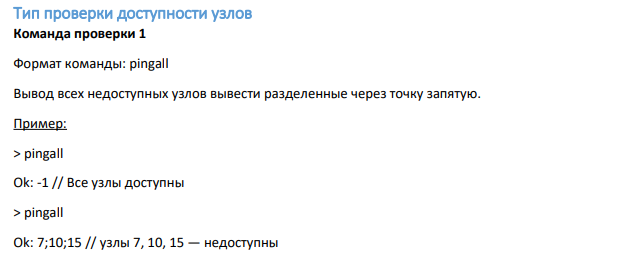 Тип проверки доступности узлов
Команда проверки 1
Формат команды: pingall
Вывод всех недоступных узлов вывести разделенные через точку запятую.
Пример:
> pingall
Ok: -1 // Все узлы доступны
> pingall
Ok: 7;10;15 // узлы 7, 10, 15 — недоступны